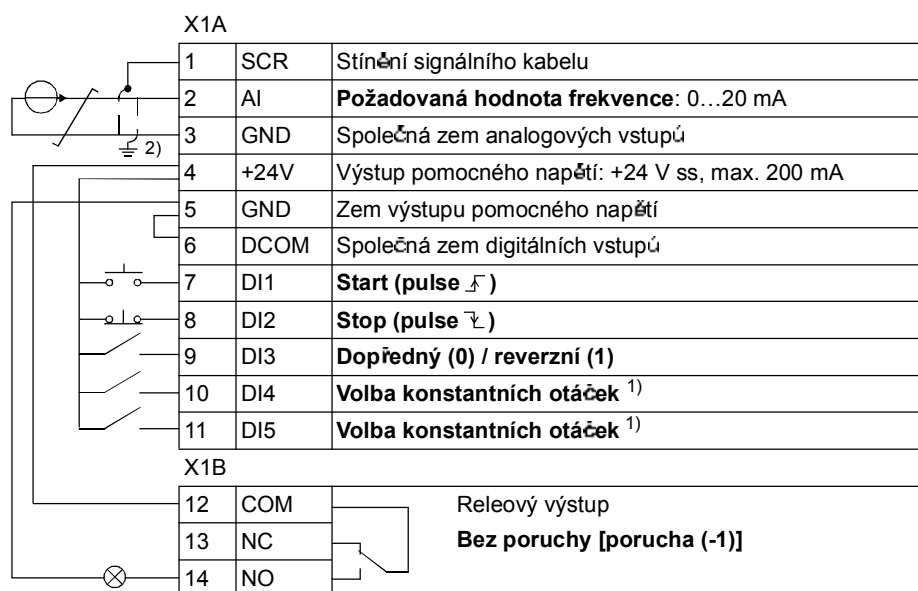 X1A
1 SCR Stínění signálního kabelu
2 AI Požadovaná hodnota frekvence: 0…20 mA
3 GND Společná zem analogových vstupů
2)
4 +24V Výstup pomocného napětí: +24 V ss, max. 200 mA
5 GND Zem výstupu pomocného napětí
6 DCOM Společná zem digitálních vstupů
7 DI1 Start (pulse )
8 DI2 Stop (pulse )
9 DI3 Dopředný (0) / reverzní (1)
10 DI4 Volba konstantních otáček 1)
11 DI5 Volba konstantních otáček 1)
X1B
12 COM Releový výstup
13 NC Bez poruchy [porucha (-1)]
14 NO